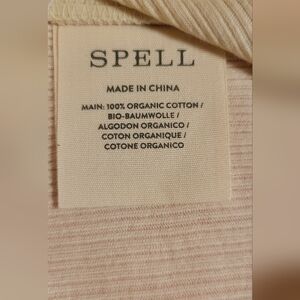 SPELL
MADE IN CHINA
MAIN: 100% ORGANIC COTTON /
BIO-BAUMWOLLE /
ALGODON ORGANICO /
COTON ORGANIQUE /
COTONE ORGANICO